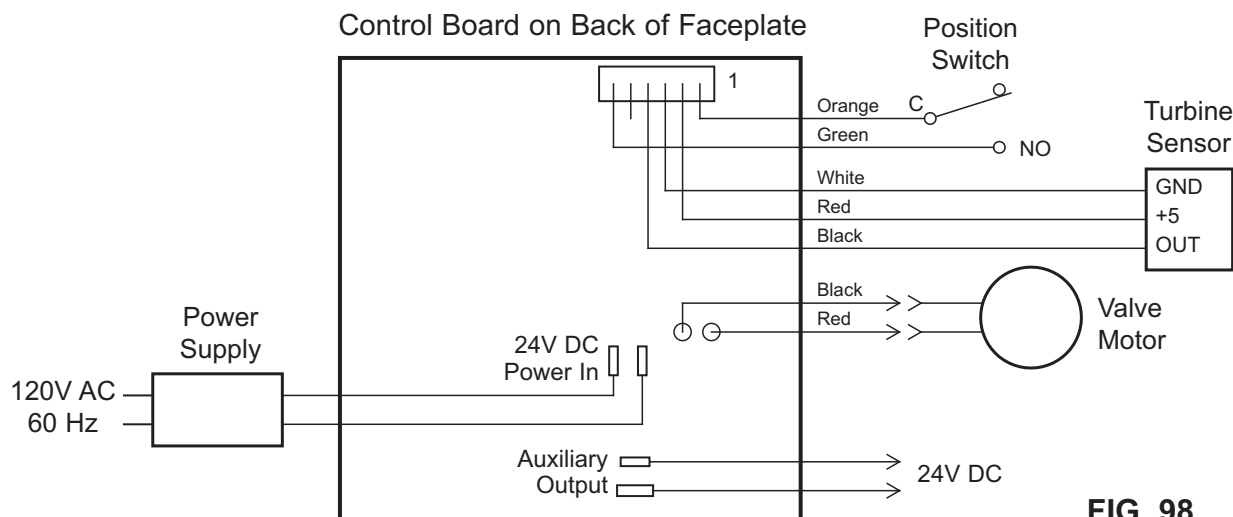 Control Board on Back of Faceplate
Position
Switch
1
Orange
C
Green
NO
Turbine
Sensor
White
GND
Red
+5
Black
OUT
Black
Red
Valve
Motor
Power
Supply
24V DC
Power In
120V AC
60 Hz
Auxiliary
Output
24V DC
FIG. 98